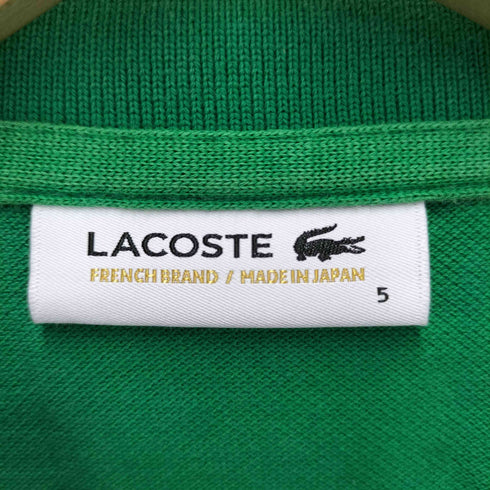 LACOSTE
FRENCH BRAND / MADE IN JAPAN
5